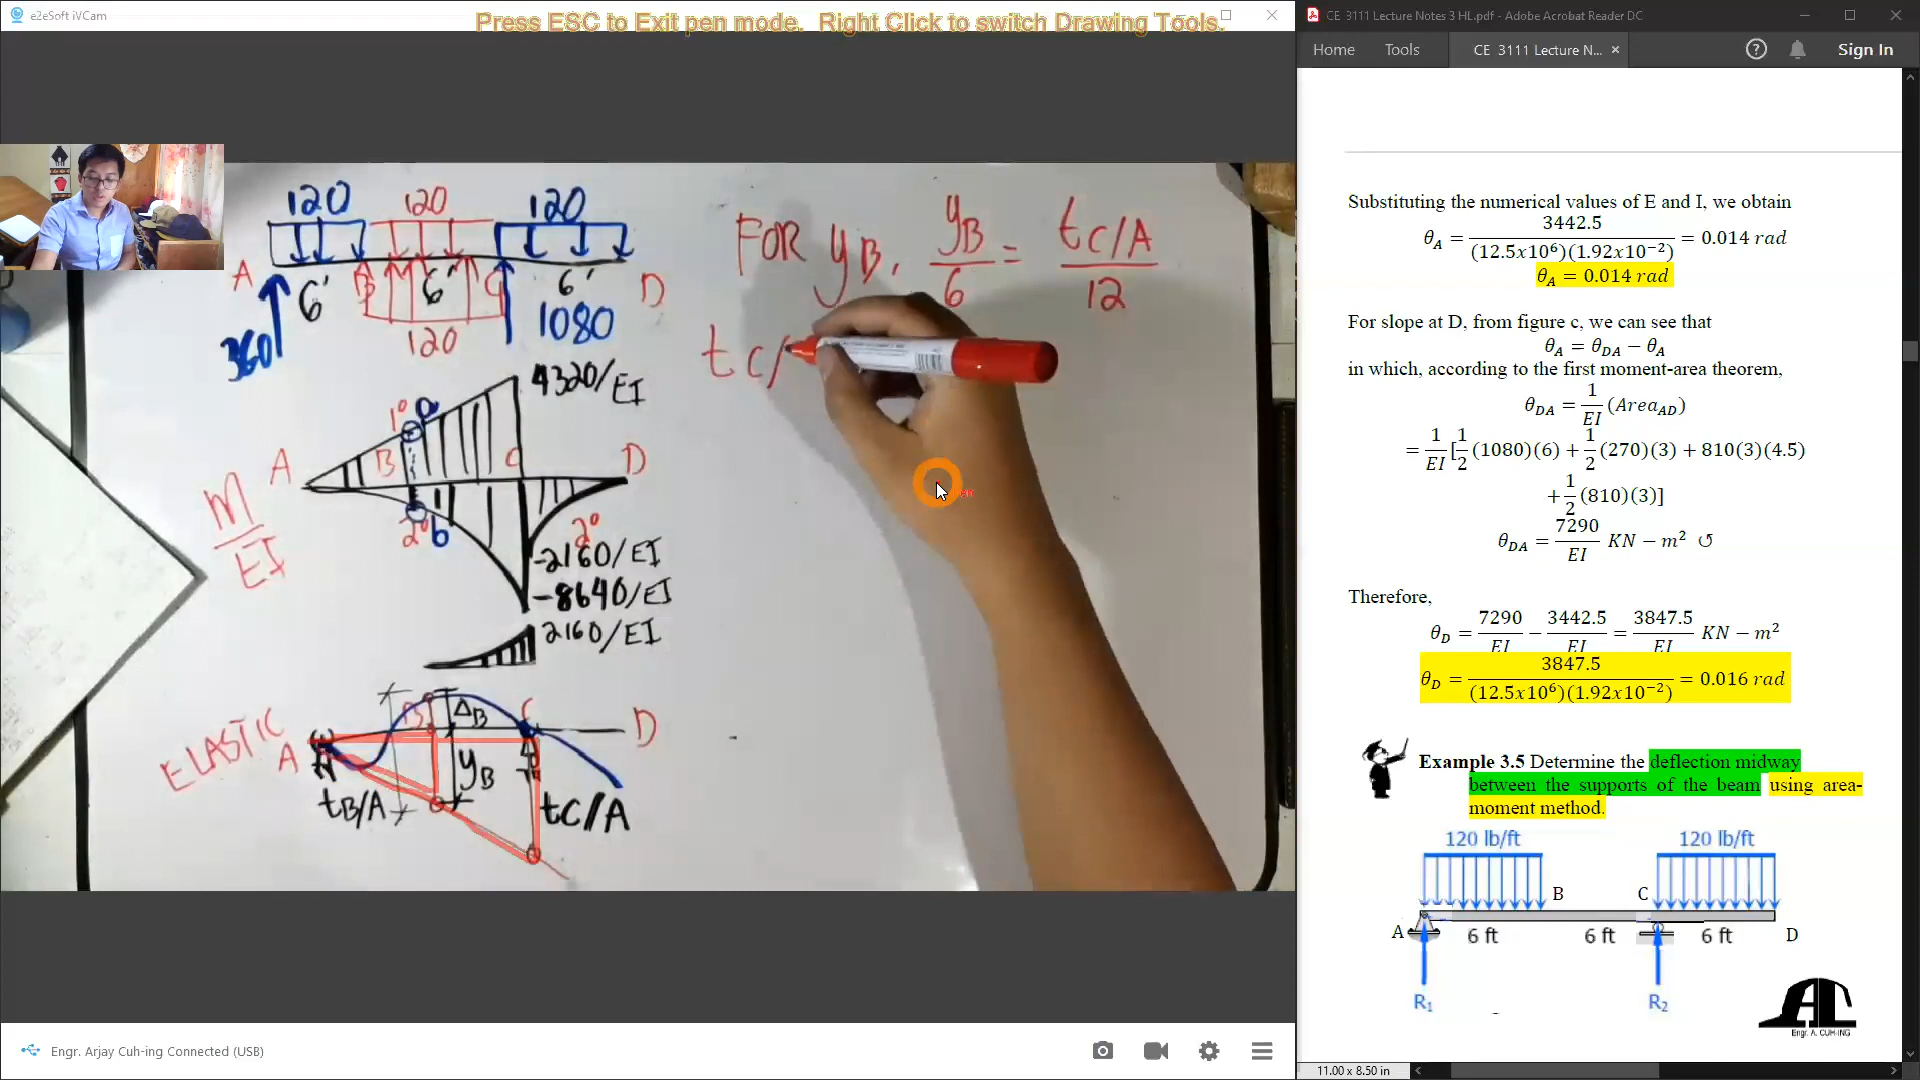 e2eSoft iVCam
Press ESC to Exit pen mode. Right Click to switch Drawing Tools.
120 120 120
A 6' B 6' C 6' D
360 120 1080
FOR yB, yB/6 = tC/A/12
tC/
4320/EI
1° a
A B C D
M/EI
2° b 2°
-2160/EI
-8640/EI
2160/EI
ELASTIC
A B ΔB C D
yB
tB/A tC/A
Engr. Arjay Cuh-ing Connected (USB)
CE 3111 Lecture Notes 3 HL.pdf - Adobe Acrobat Reader DC
Home Tools CE 3111 Lecture N... × Sign In
Substituting the numerical values of E and I, we obtain
θA = 3442.5/(12.5x10⁶)(1.92x10⁻²) = 0.014 rad
θA = 0.014 rad
For slope at D, from figure c, we can see that
θA = θDA − θA
in which, according to the first moment-area theorem,
θDA = 1/EI (AreaAD)
= 1/EI [1/2 (1080)(6) + 1/2 (270)(3) + 810(3)(4.5)
+ 1/2 (810)(3)]
θDA = 7290/EI KN − m² ↺
Therefore,
θD = 7290/EI − 3442.5/EI = 3847.5/EI KN − m²
θD = 3847.5/(12.5x10⁶)(1.92x10⁻²) = 0.016 rad
Example 3.5 Determine the deflection midway
between the supports of the beam using area-
moment method.
120 lb/ft 120 lb/ft
B C
A 6 ft 6 ft 6 ft D
R1 R2
Engr. A. CUH-ING
11.00 x 8.50 in